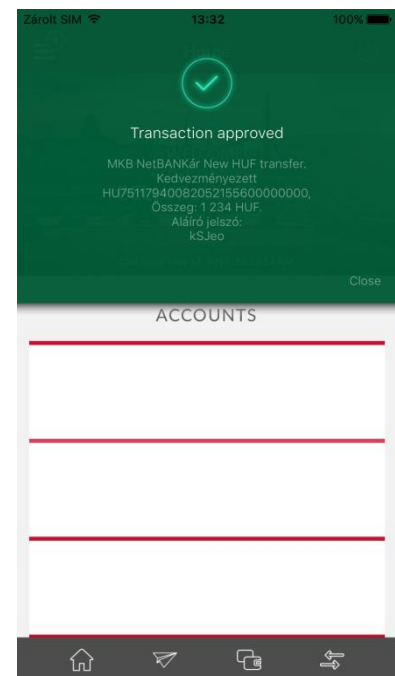 Zárolt SIM 13:32 100%
Home
Transaction approved
MKB NetBANKár New HUF transfer.
Kedvezményezett
HU75117940082052155600000000,
Összeg: 1 234 HUF.
Aláíró jelszó:
kSJeo
Close
ACCOUNTS